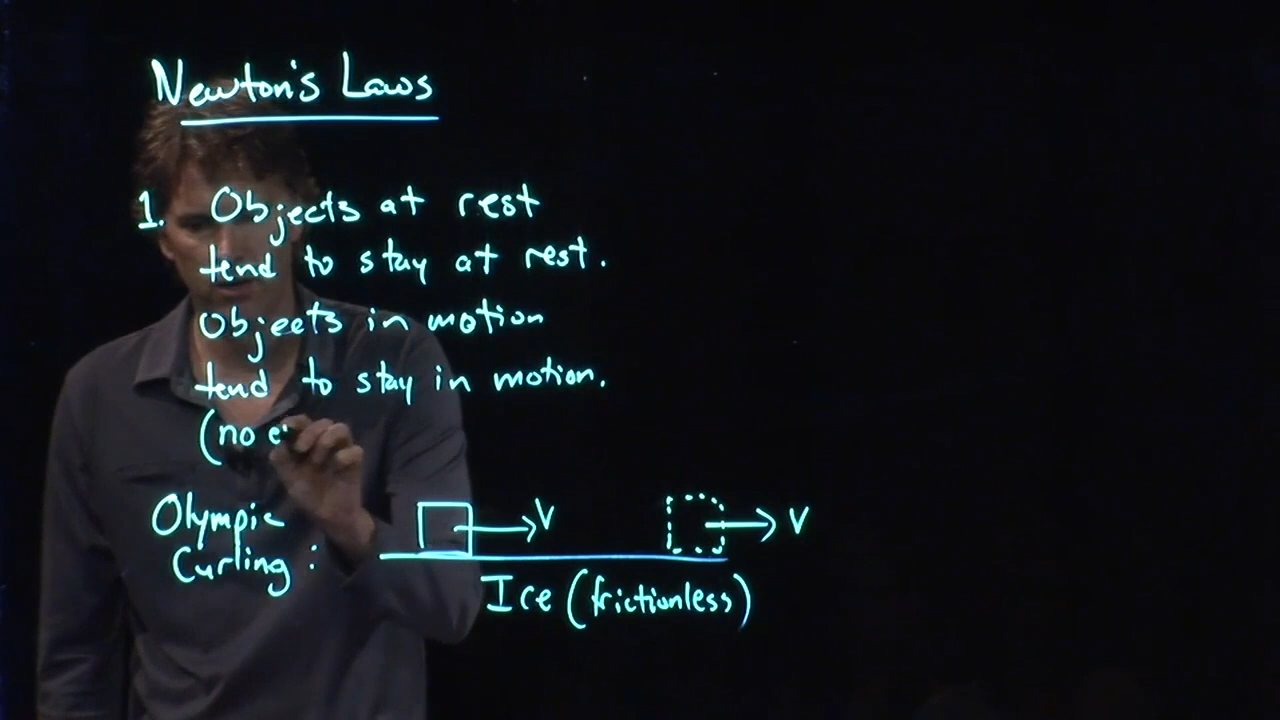 Newton's Laws
1. Objects at rest
tend to stay at rest.
Objects in motion
tend to stay in motion.
(no e
Olympic
Curling:
V
V
Ice (frictionless)